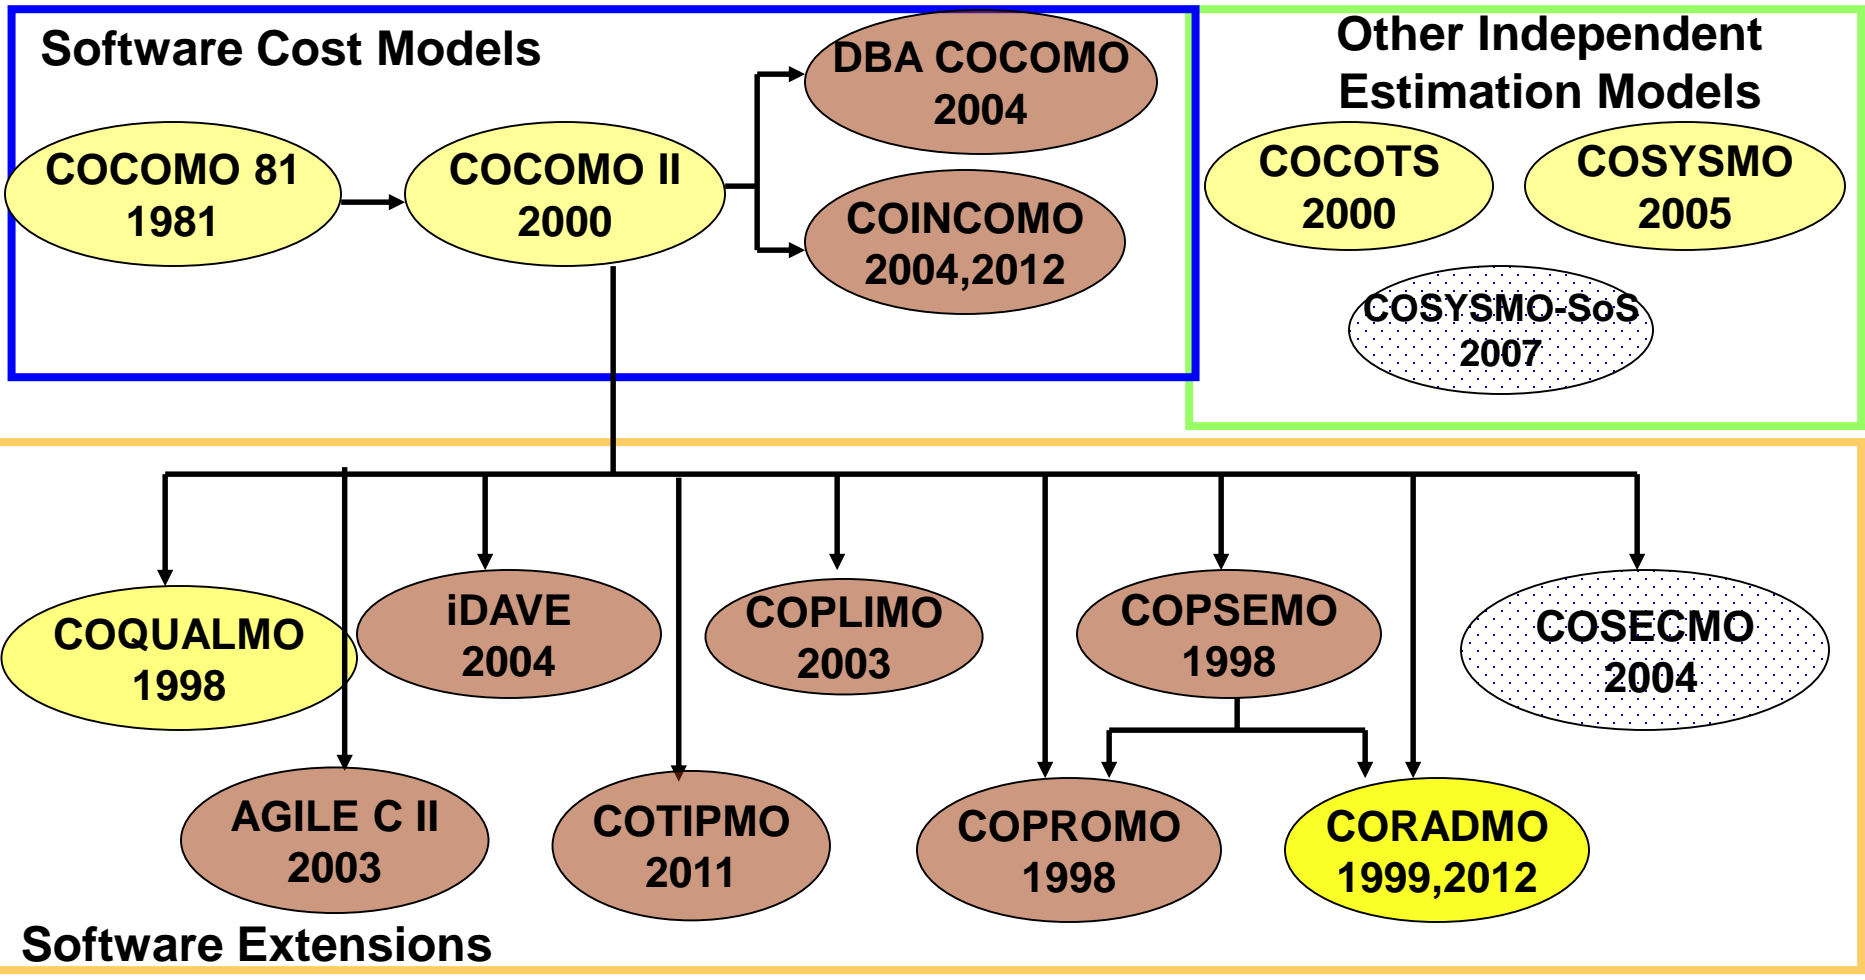 Software Cost Models
COCOMO 81
1981
COCOMO II
2000
DBA COCOMO
2004
COINCOMO
2004,2012
Other Independent
Estimation Models
COCOTS
2000
COSYSMO
2005
COSYSMO-SoS
2007
COQUALMO
1998
iDAVE
2004
COPLIMO
2003
COPSEMO
1998
COSECMO
2004
AGILE C II
2003
COTIPMO
2011
COPROMO
1998
CORADMO
1999,2012
Software Extensions